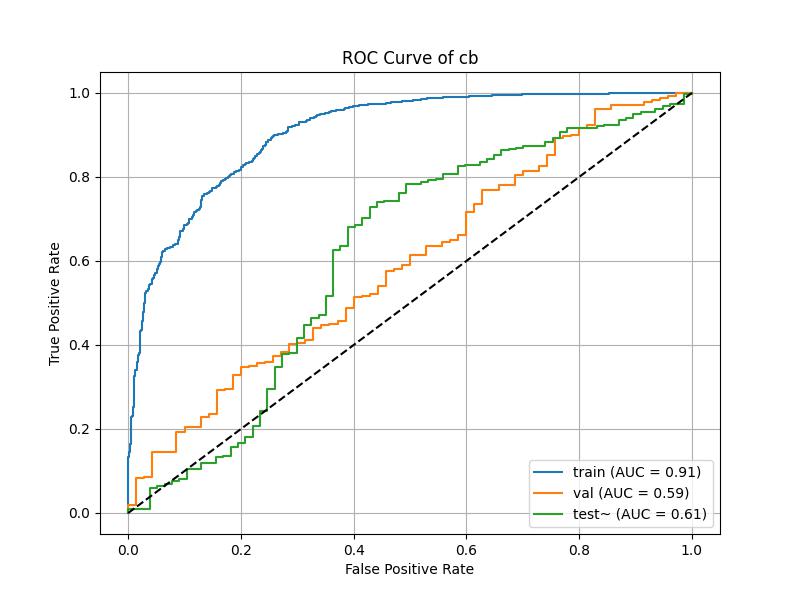 ROC Curve of cb
True Positive Rate
1.0
0.8
0.6
0.4
0.2
0.0
0.0 0.2 0.4 0.6 0.8 1.0
False Positive Rate
train (AUC = 0.91)
val (AUC = 0.59)
test~ (AUC = 0.61)